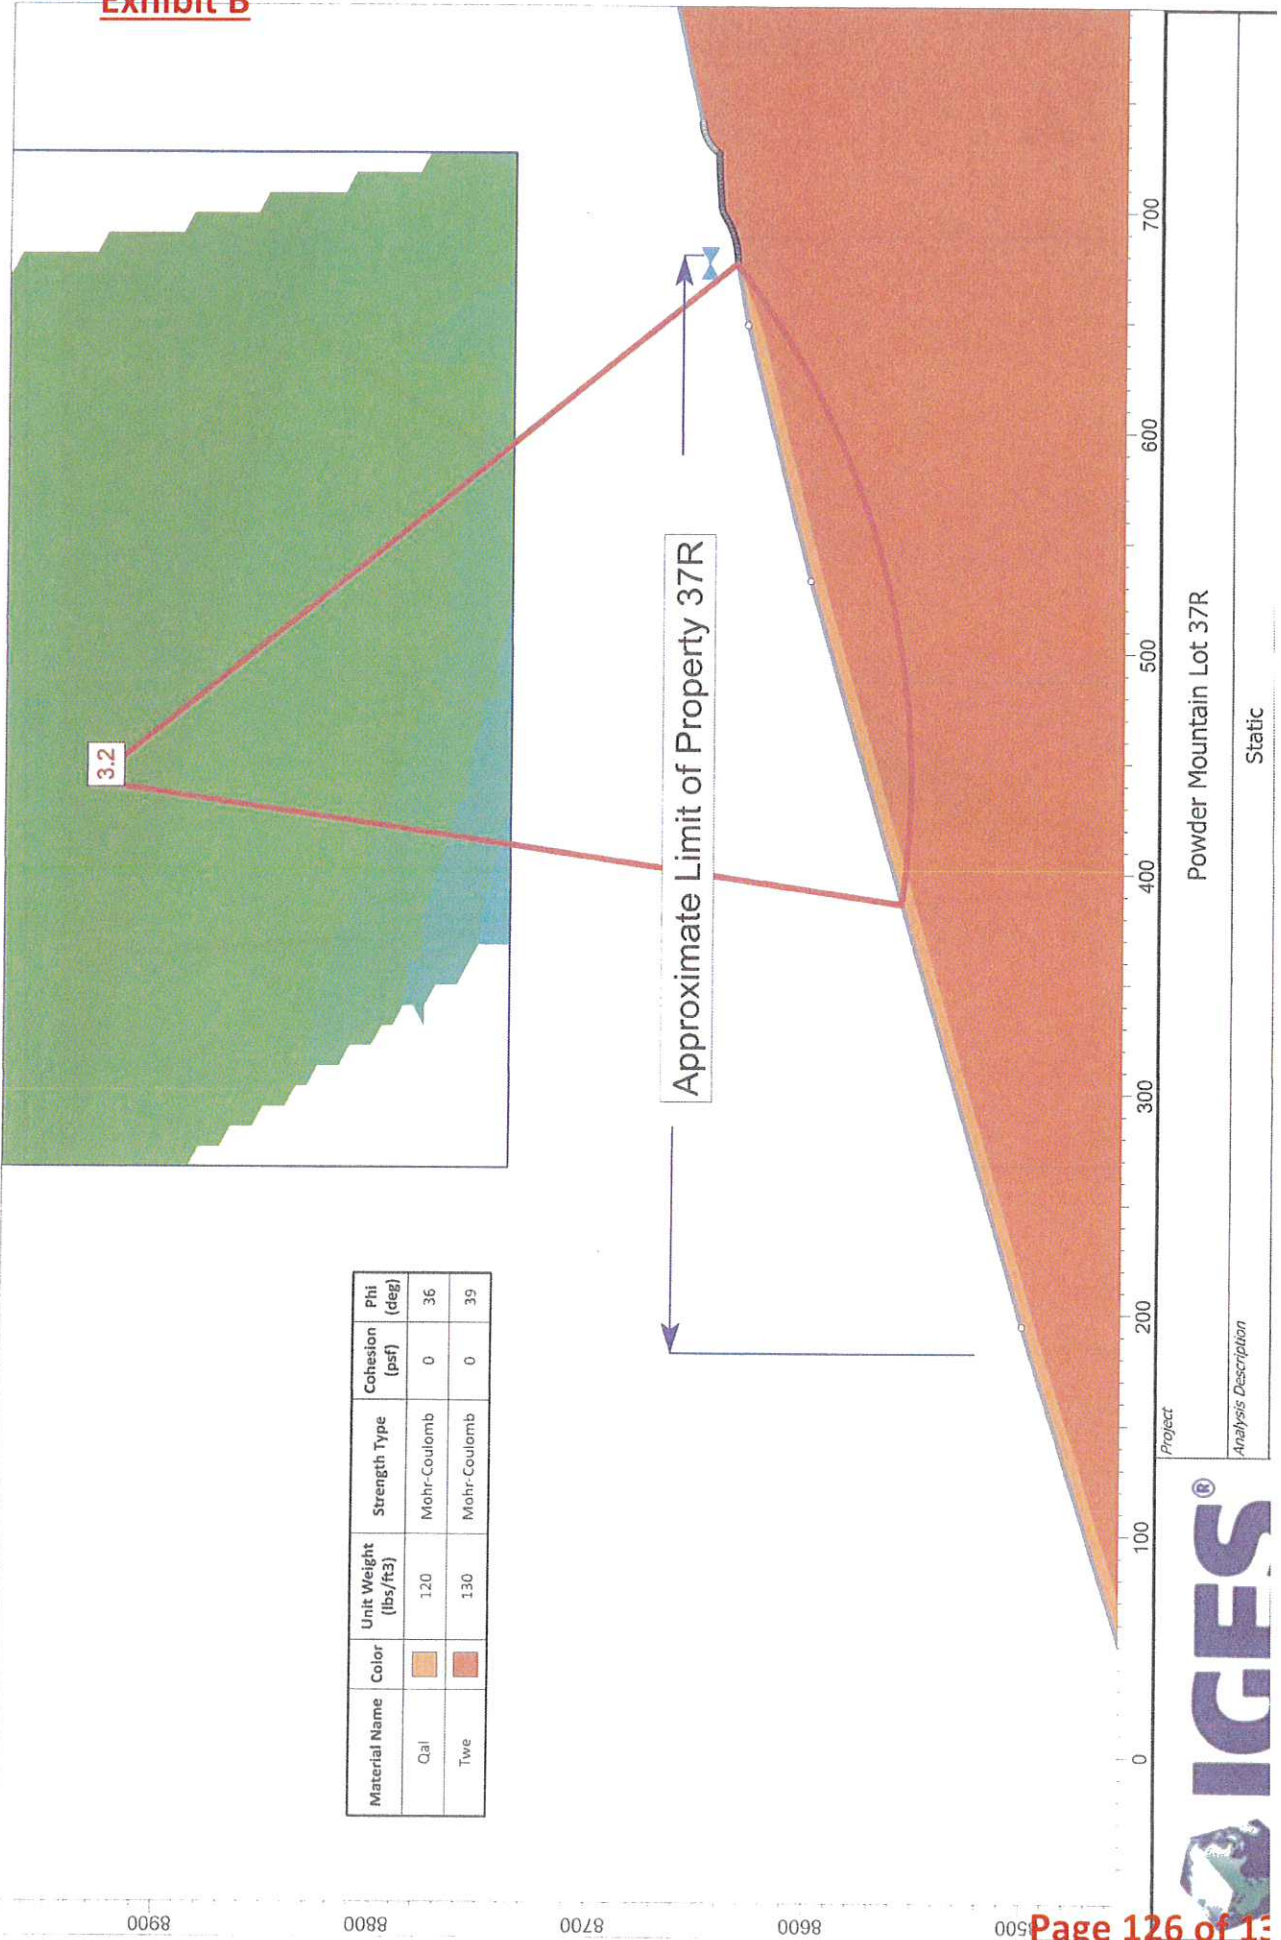 Exhibit B
3.2
Approximate Limit of Property 37R
Material Name Color Unit Weight (lbs/ft3) Strength Type Cohesion (psf) Phi (deg)
Qal 120 Mohr-Coulomb 0 36
Twe 130 Mohr-Coulomb 0 39
8900
8800
8700
8600
0 100 200 300 400 500 600 700
Project
Powder Mountain Lot 37R
Analysis Description
Static
IGES®
Page 126 of